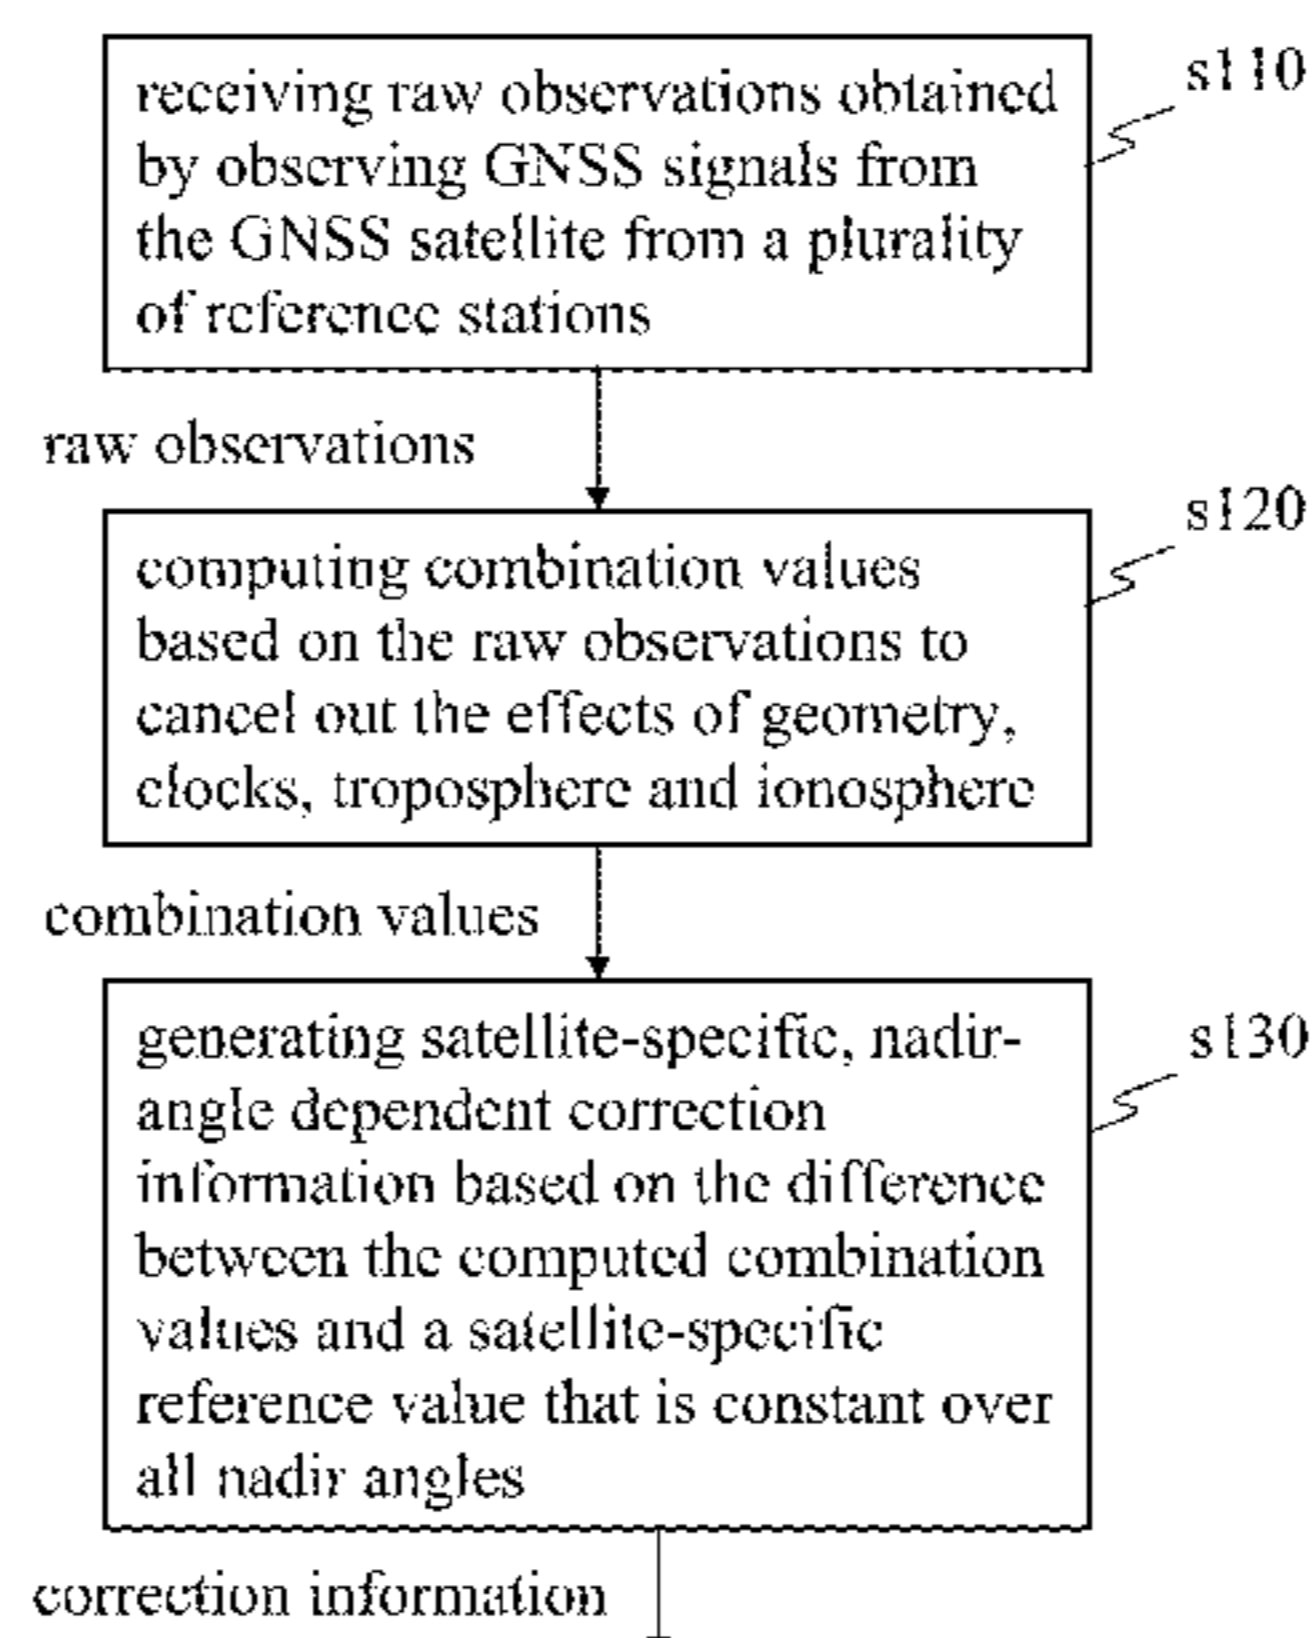 receiving raw observations obtained
by observing GNSS signals from
the GNSS satellite from a plurality
of reference stations
s110
raw observations
computing combination values
based on the raw observations to
cancel out the effects of geometry,
clocks, troposphere and ionosphere
s120
combination values
generating satellite-specific, nadir-
angle dependent correction
information based on the difference
between the computed combination
values and a satellite-specific
reference value that is constant over
all nadir angles
s130
correction information